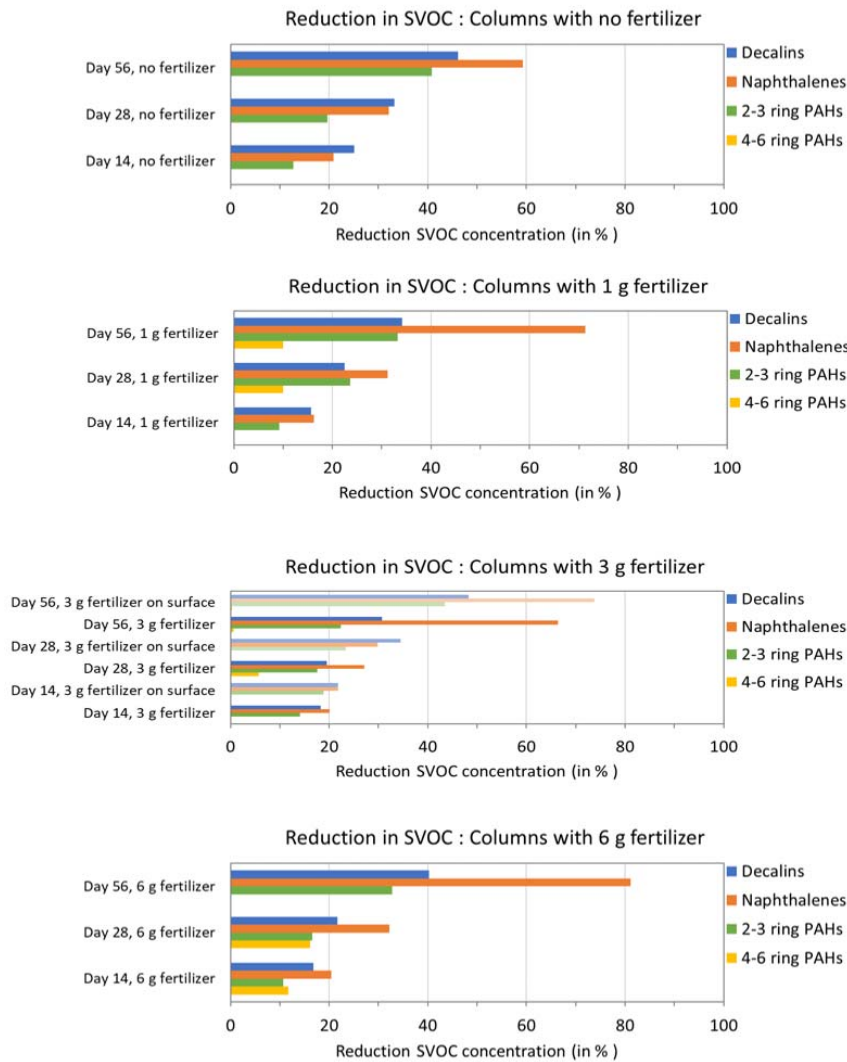 Reduction in SVOC : Columns with no fertilizer
Day 56, no fertilizer
Day 28, no fertilizer
Day 14, no fertilizer
0 20 40 60 80 100
Reduction SVOC concentration (in % )
Decalins
Naphthalenes
2-3 ring PAHs
4-6 ring PAHs
Reduction in SVOC : Columns with 1 g fertilizer
Day 56, 1 g fertilizer
Day 28, 1 g fertilizer
Day 14, 1 g fertilizer
0 20 40 60 80 100
Reduction SVOC concentration (in % )
Decalins
Naphthalenes
2-3 ring PAHs
4-6 ring PAHs
Reduction in SVOC : Columns with 3 g fertilizer
Day 56, 3 g fertilizer on surface
Day 56, 3 g fertilizer
Day 28, 3 g fertilizer on surface
Day 28, 3 g fertilizer
Day 14, 3 g fertilizer on surface
Day 14, 3 g fertilizer
0 20 40 60 80 100
Reduction SVOC concentration (in % )
Decalins
Naphthalenes
2-3 ring PAHs
4-6 ring PAHs
Reduction in SVOC : Columns with 6 g fertilizer
Day 56, 6 g fertilizer
Day 28, 6 g fertilizer
Day 14, 6 g fertilizer
0 20 40 60 80 100
Reduction SVOC concentration (in % )
Decalins
Naphthalenes
2-3 ring PAHs
4-6 ring PAHs